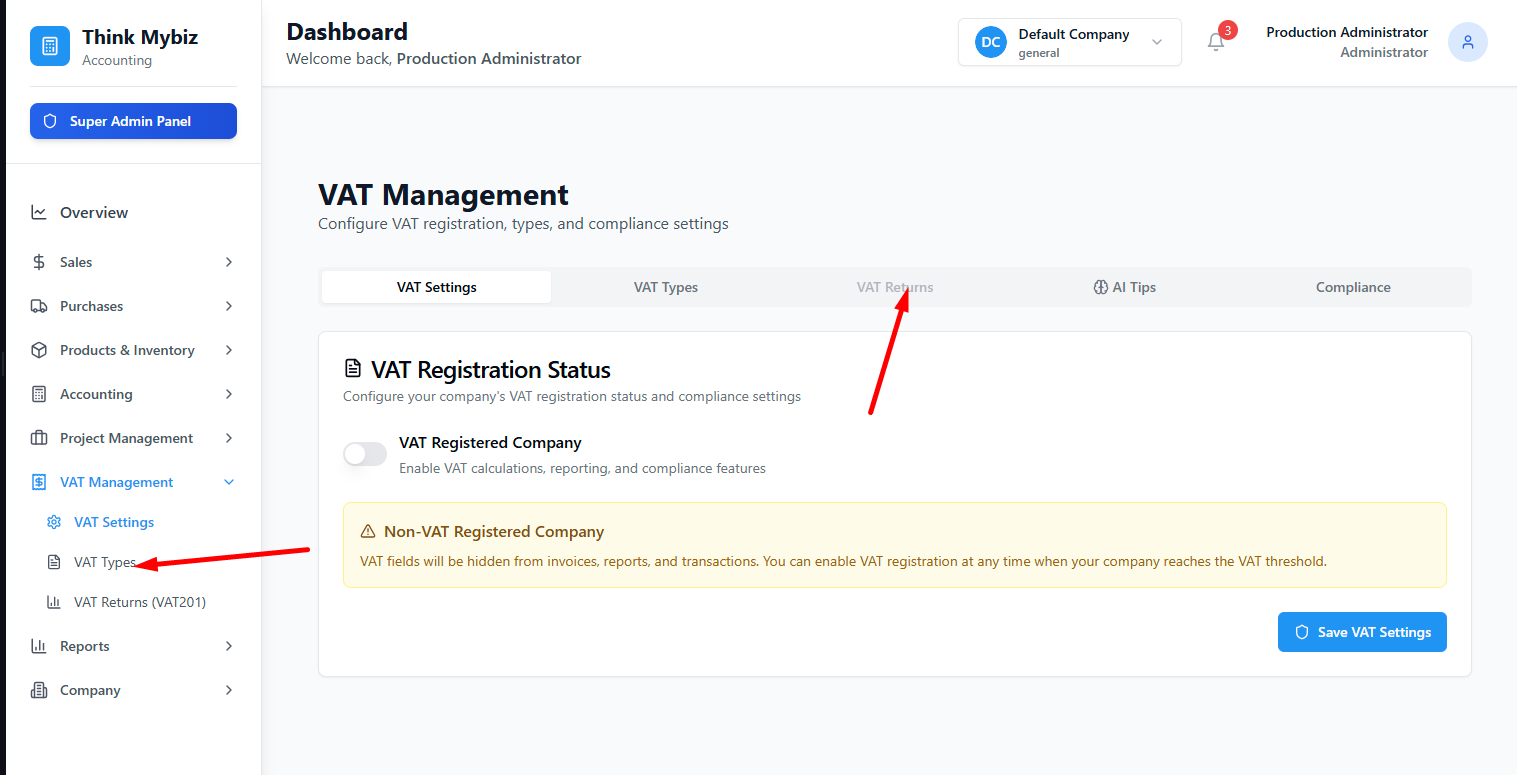 Think Mybiz
Accounting
Super Admin Panel
Overview
Sales
Purchases
Products & Inventory
Accounting
Project Management
VAT Management
VAT Settings
VAT Types
VAT Returns (VAT201)
Reports
Company
Dashboard
Welcome back, Production Administrator
DC
Default Company
general
3
Production Administrator
Administrator
VAT Management
Configure VAT registration, types, and compliance settings
VAT Settings
VAT Types
VAT Returns
AI Tips
Compliance
VAT Registration Status
Configure your company's VAT registration status and compliance settings
VAT Registered Company
Enable VAT calculations, reporting, and compliance features
Non-VAT Registered Company
VAT fields will be hidden from invoices, reports, and transactions. You can enable VAT registration at any time when your company reaches the VAT threshold.
Save VAT Settings